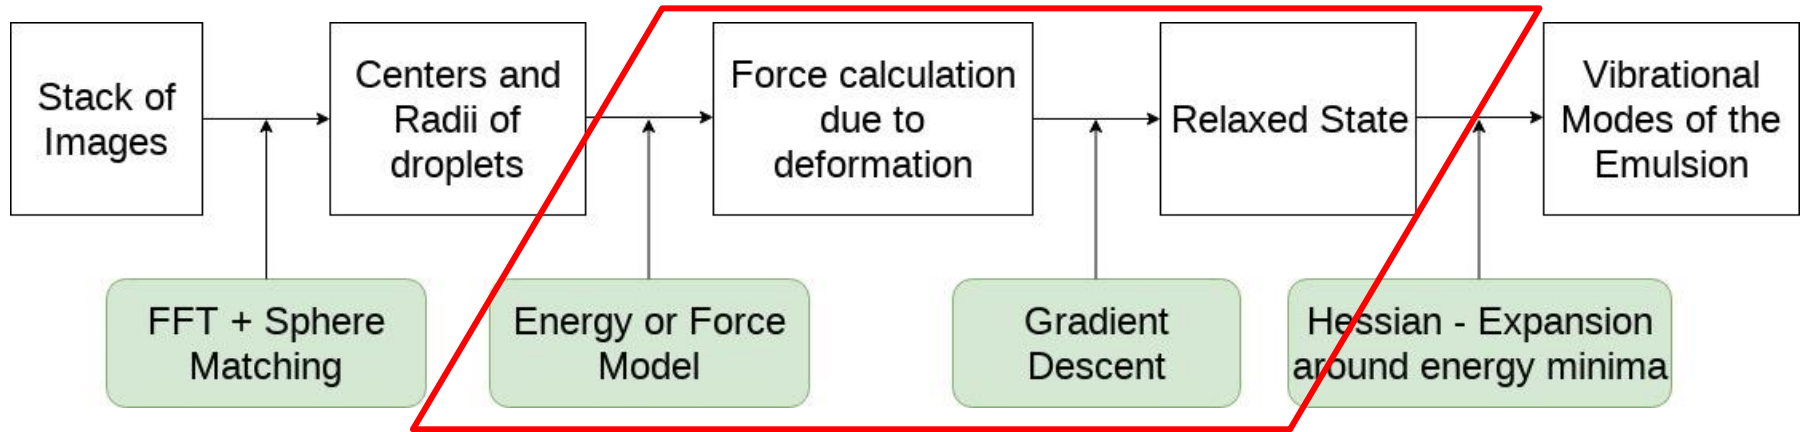 Stack of
Images
Centers and
Radii of
droplets
Force calculation
due to
deformation
Relaxed State
Vibrational
Modes of the
Emulsion
FFT + Sphere
Matching
Energy or Force
Model
Gradient
Descent
Hessian - Expansion
around energy minima